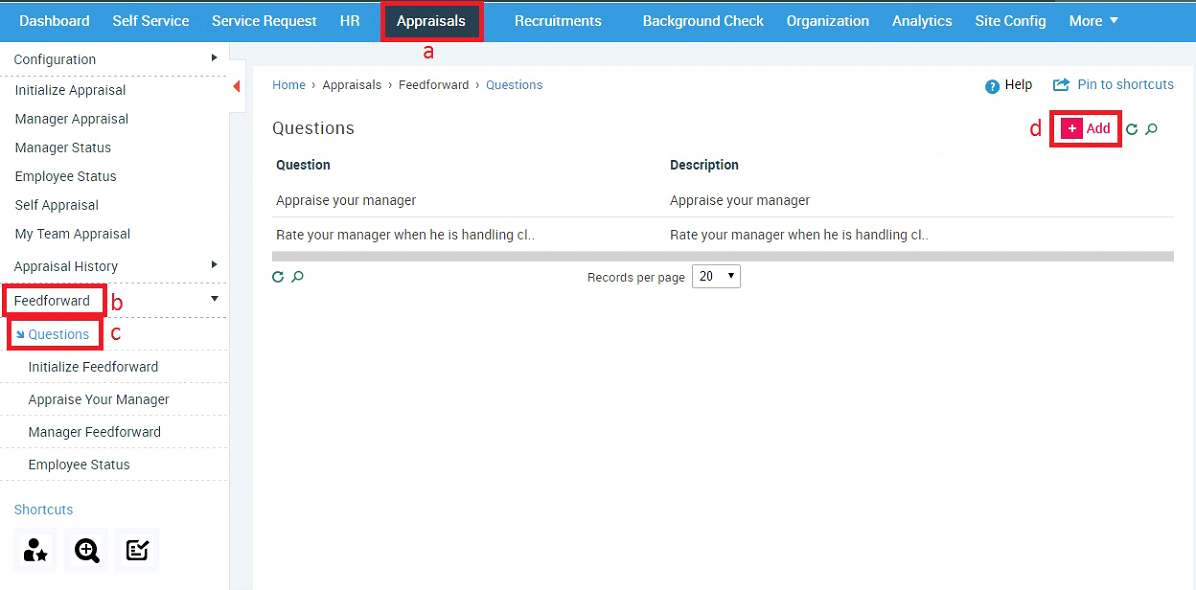 Dashboard Self Service Service Request HR Appraisals Recruitments Background Check Organization Analytics Site Config More
a
Configuration
Initialize Appraisal
Manager Appraisal
Manager Status
Employee Status
Self Appraisal
My Team Appraisal
Appraisal History
Feedforward b
Questions c
Initialize Feedforward
Appraise Your Manager
Manager Feedforward
Employee Status
Shortcuts
Home › Appraisals › Feedforward › Questions
? Help Pin to shortcuts
Questions
d + Add
Question Description
Appraise your manager Appraise your manager
Rate your manager when he is handling cl.. Rate your manager when he is handling cl..
Records per page 20